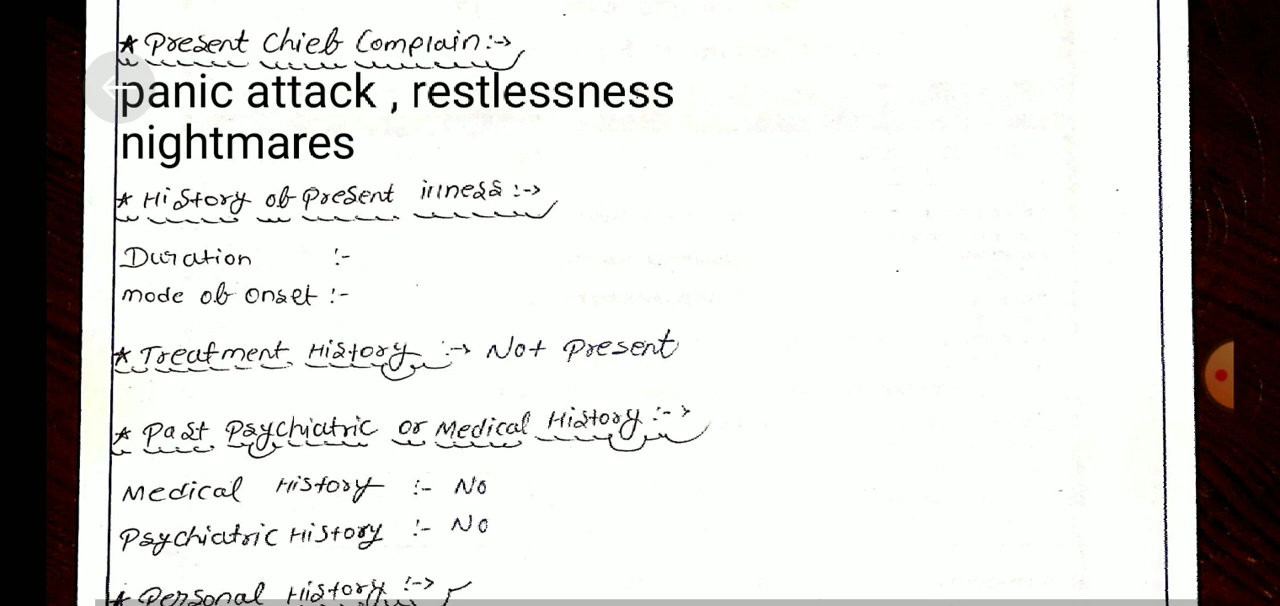 * Present Chief Complain :->
panic attack , restlessness
nightmares
* History of Present illness :->
Duration :-
mode of onset :-
* Treatment History :-> Not Present
* Past Psychiatric or Medical History :->
Medical History :- No
Psychiatric History :- No
* Personal History :->